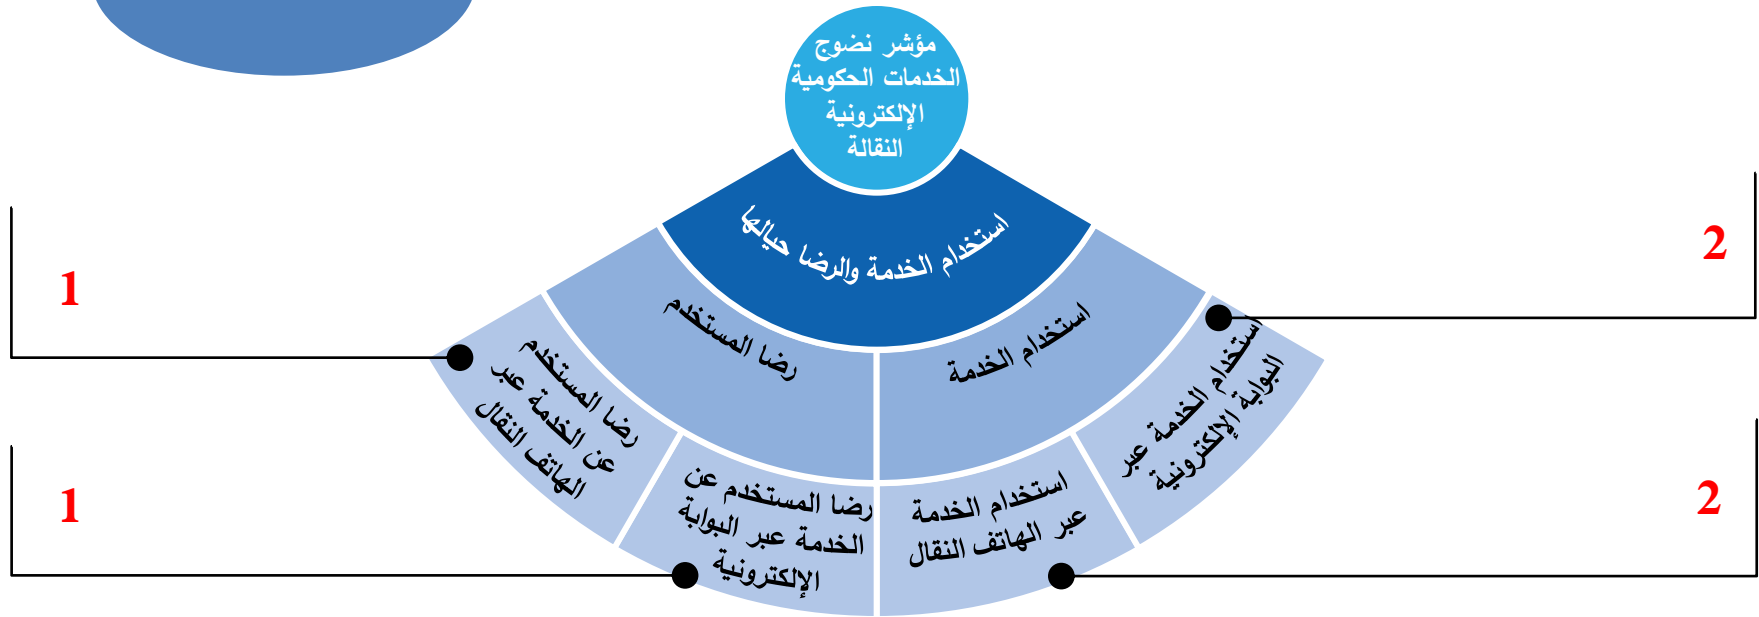 مؤشر نضوج
الخدمات الحكومية
الإلكترونية
النقالة
استخدام الخدمة والرضا حيالها
استخدام الخدمة
رضا المستخدم
2
استخدام الخدمة عبر
البوابة الإلكترونية
2
استخدام الخدمة
عبر الهاتف النقال
1
رضا المستخدم عن
الخدمة عبر البوابة
الإلكترونية
1
رضا المستخدم
عن الخدمة عبر
الهاتف النقال